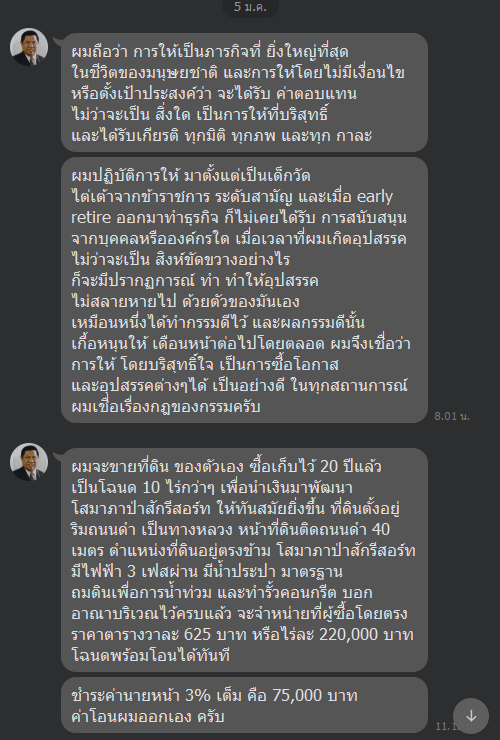 5 ม.ค.
ผมถือว่า การให้เป็นภารกิจที่ ยิ่งใหญ่ที่สุด
ในชีวิตของมนุษยชาติ และการให้โดยไม่มีเงื่อนไข
หรือตั้งเป้าประสงค์ว่า จะได้รับ ค่าตอบแทน
ไม่ว่าจะเป็น สิ่งใด เป็นการให้ที่บริสุทธิ์
และได้รับเกียรติ ทุกมิติ ทุกภพ และทุก กาละ
ผมปฏิบัติการให้ มาตั้งแต่เป็นเด็กวัด
ไต่เต้าจากข้าราชการ ระดับสามัญ และเมื่อ early
retire ออกมาทำธุรกิจ ก็ไม่เคยได้รับ การสนับสนุน
จากบุคคลหรือองค์กรใด เมื่อเวลาที่ผมเกิดอุปสรรค
ไม่ว่าจะเป็น สิงห์ขัดขวางอย่างไร
ก็จะมีปรากฏการณ์ ทำ ทำให้อุปสรรค
ไม่สลายหายไป ด้วยตัวของมันเอง
เหมือนหนึ่งได้ทำกรรมดีไว้ และผลกรรมดีนั้น
เกื้อหนุนให้ เดือนหน้าต่อไปโดยตลอด ผมจึงเชื่อว่า
การให้ โดยบริสุทธิ์ใจ เป็นการซื้อโอกาส
และอุปสรรคต่างๆได้ เป็นอย่างดี ในทุกสถานการณ์
ผมเชื่อเรื่องกฎของกรรมครับ
8.01 น.
ผมจะขายที่ดิน ของตัวเอง ซื้อเก็บไว้ 20 ปีแล้ว
เป็นโฉนด 10 ไร่กว่าๆ เพื่อนำเงินมาพัฒนา
โสมาภาป่าสักรีสอร์ท ให้ทันสมัยยิ่งขึ้น ที่ดินตั้งอยู่
ริมถนนดำ เป็นทางหลวง หน้าที่ดินติดถนนดำ 40
เมตร ตำแหน่งที่ดินอยู่ตรงข้าม โสมาภาป่าสักรีสอร์ท
มีไฟฟ้า 3 เฟสผ่าน มีน้ำประปา มาตรฐาน
ถมดินเพื่อการน้ำท่วม และทำรั้วคอนกรีต บอก
อาณาบริเวณไว้ครบแล้ว จะจำหน่ายที่ผู้ซื้อโดยตรง
ราคาตารางวาละ 625 บาท หรือไร่ละ 220,000 บาท
โฉนดพร้อมโอนได้ทันที
ชำระค่านายหน้า 3% เต็ม คือ 75,000 บาท
ค่าโอนผมออกเอง ครับ